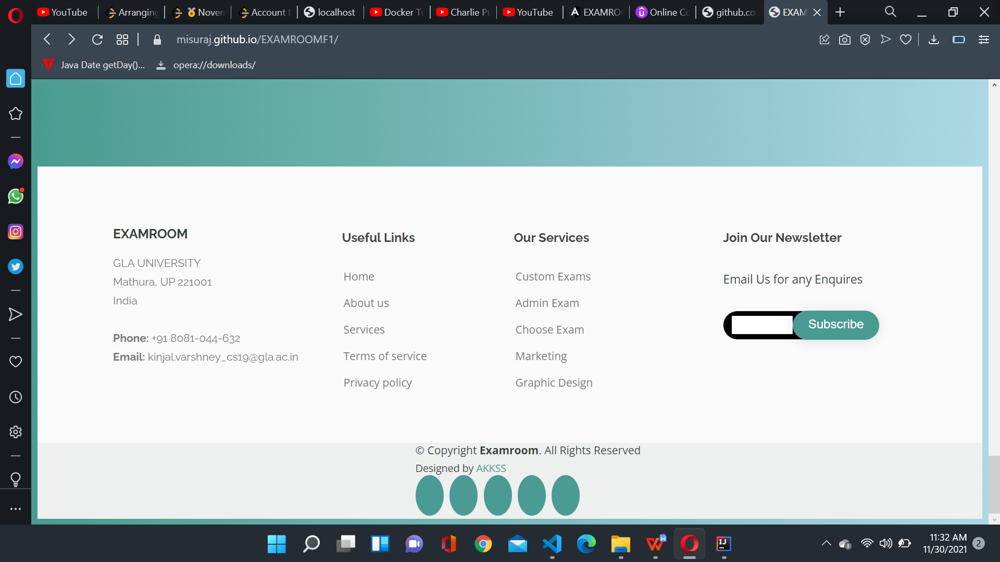 YouTube
Arranging
Novem
Account
localhost
Docker Tu
Charlie Pu
YouTube
EXAMRO
Online Co
github.co
EXAM
misuraj.github.io/EXAMROOMF1/
Java Date getDay()...
opera://downloads/
EXAMROOM
GLA UNIVERSITY
Mathura, UP 221001
India
Phone: +91 8081-044-632
Email: kinjal.varshney_cs19@gla.ac.in
Useful Links
Home
About us
Services
Terms of service
Privacy policy
Our Services
Custom Exams
Admin Exam
Choose Exam
Marketing
Graphic Design
Join Our Newsletter
Email Us for any Enquires
Subscribe
© Copyright Examroom. All Rights Reserved
Designed by AKKSS
11:32 AM
11/30/2021
2